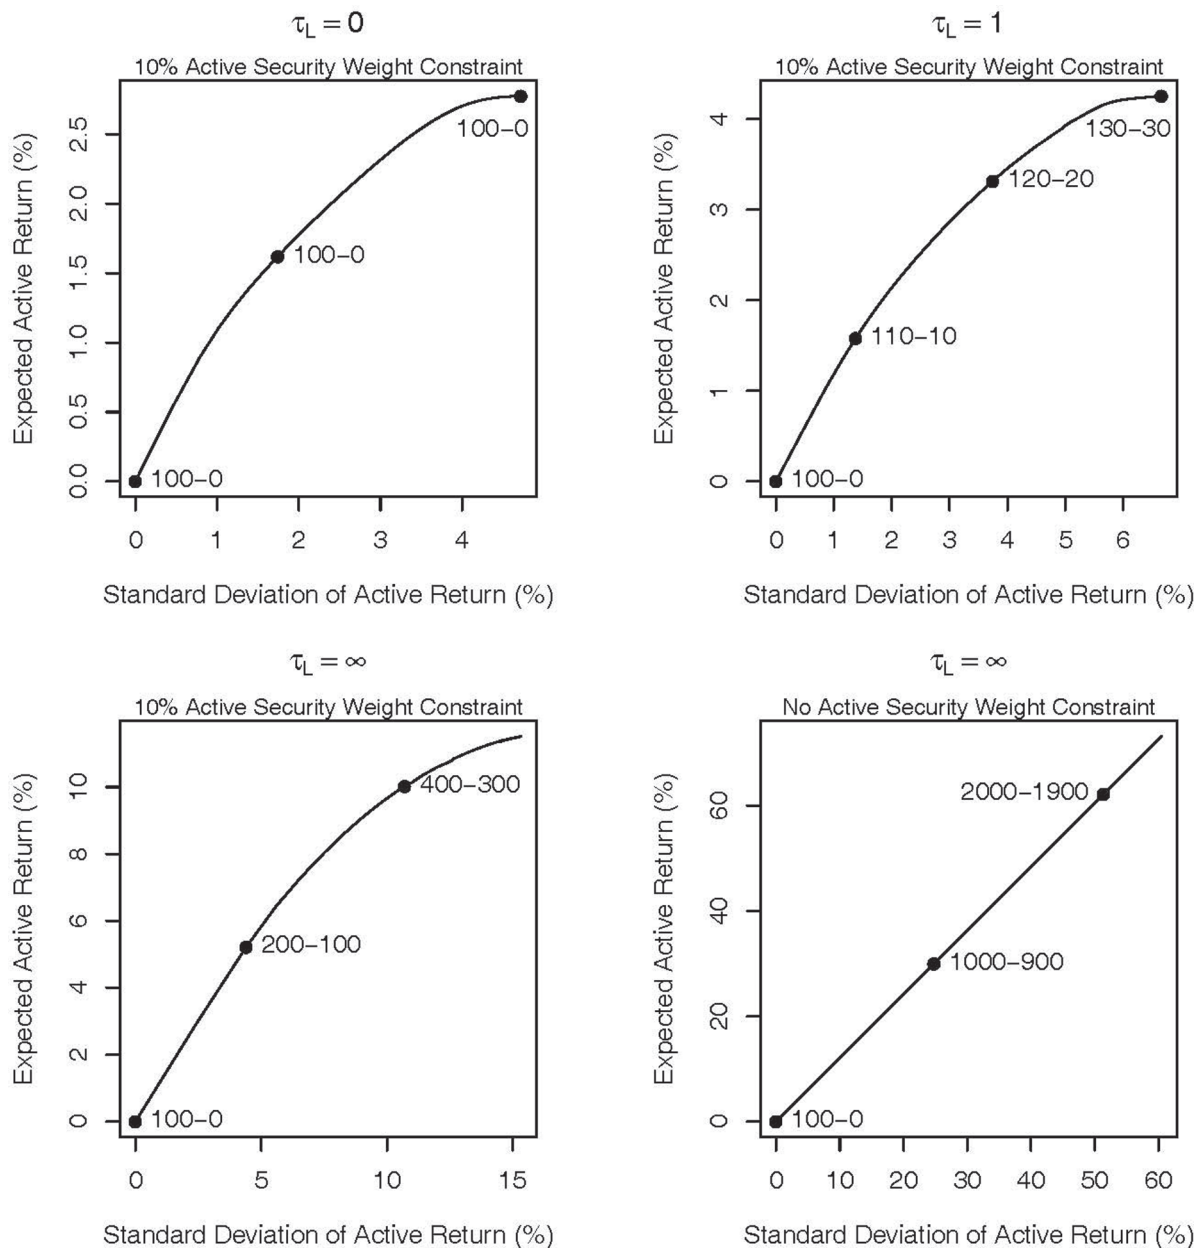 τL = 0
10% Active Security Weight Constraint
Expected Active Return (%)
2.5
2.0
1.5
1.0
0.5
0.0
100−0
100−0
100−0
0 1 2 3 4
Standard Deviation of Active Return (%)
τL = 1
10% Active Security Weight Constraint
Expected Active Return (%)
4
3
2
1
0
130−30
120−20
110−10
100−0
0 1 2 3 4 5 6
Standard Deviation of Active Return (%)
τL = ∞
10% Active Security Weight Constraint
Expected Active Return (%)
10
8
6
4
2
0
400−300
200−100
100−0
0 5 10 15
Standard Deviation of Active Return (%)
τL = ∞
No Active Security Weight Constraint
Expected Active Return (%)
60
40
20
0
2000−1900
1000−900
100−0
0 10 20 30 40 50 60
Standard Deviation of Active Return (%)